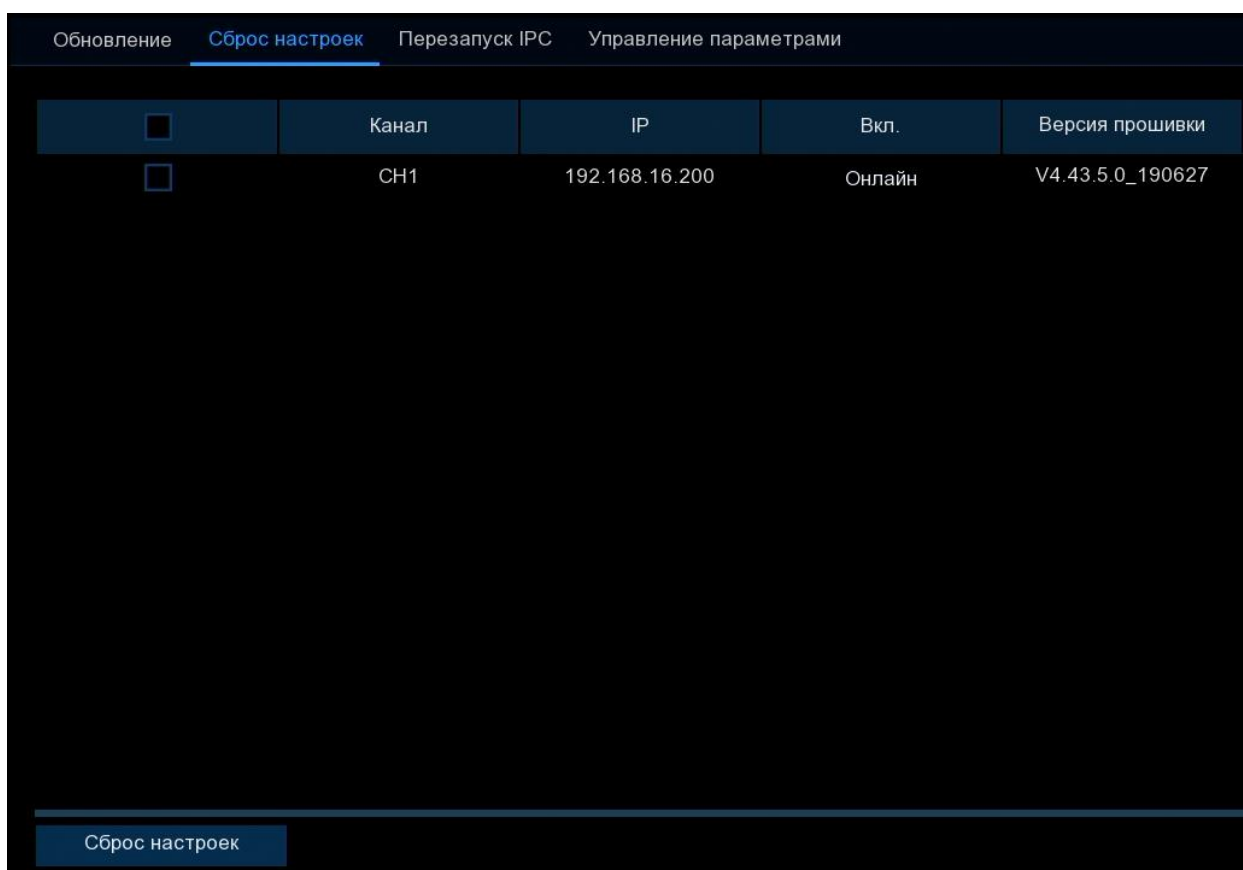 Обновление Сброс настроек Перезапуск IPC Управление параметрами
Канал IP Вкл. Версия прошивки
CH1 192.168.16.200 Онлайн V4.43.5.0_190627
Сброс настроек